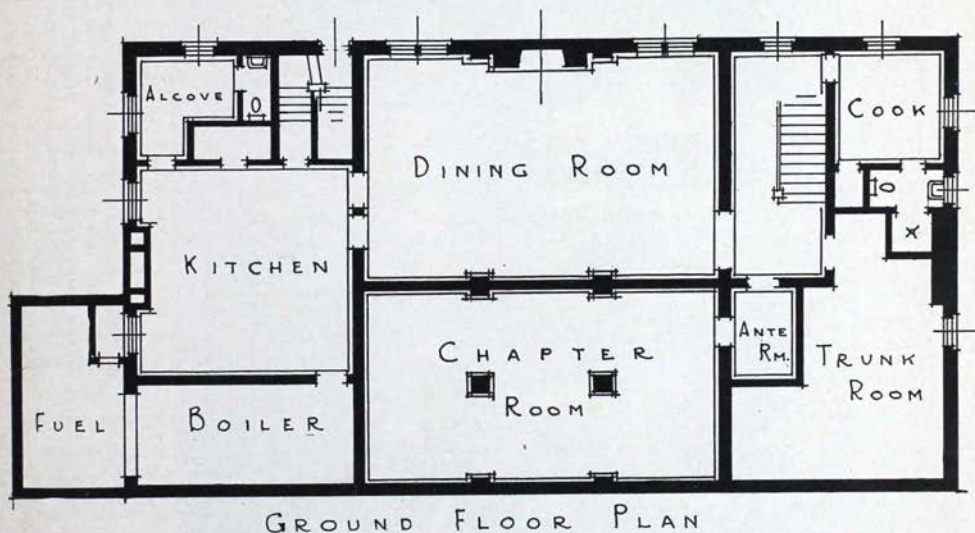 ALCOVE
COOK
DINING ROOM
KITCHEN
ANTE
RM.
CHAPTER
ROOM
TRUNK
ROOM
FUEL
BOILER
GROUND FLOOR PLAN